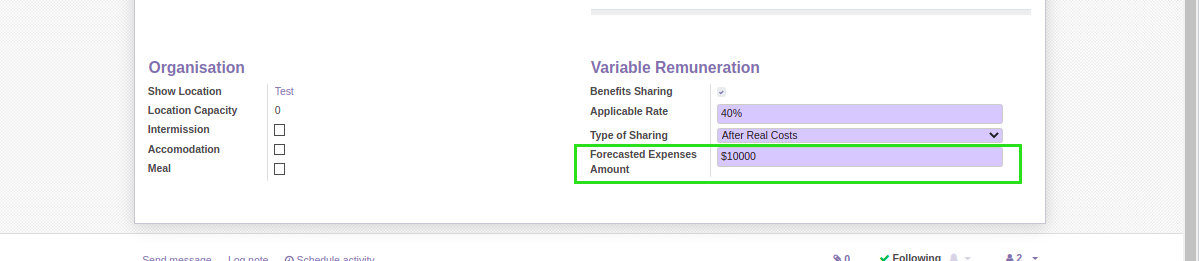 Organisation
Show Location Test
Location Capacity 0
Intermission
Accomodation
Meal
Variable Remuneration
Benefits Sharing
Applicable Rate 40%
Type of Sharing After Real Costs
Forecasted Expenses $10000
Amount
Send message Log note Schedule activity 0 Following 2